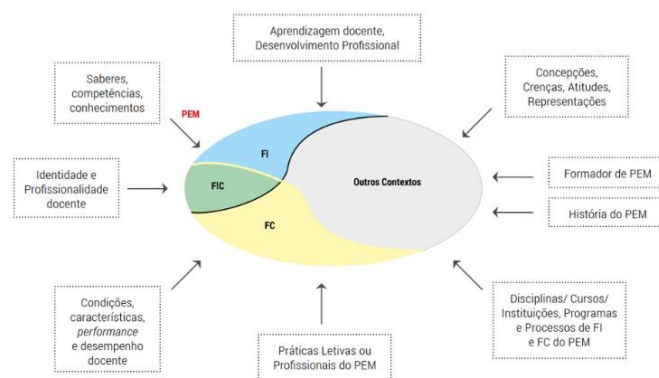 Aprendizagem docente,
Desenvolvimento Profissional
Saberes,
competências,
conhecimentos
PEM
Concepções,
Crenças, Atitudes,
Representações
FI
Identidade e
Profissionalidade
docente
FIC
Outros Contextos
Formador de PEM
História do PEM
FC
Condições,
características,
performance
e desempenho
docente
Práticas Letivas ou
Profissionais do PEM
Disciplinas/ Cursos/
Instituições, Programas
e Processos de FI
e FC do PEM